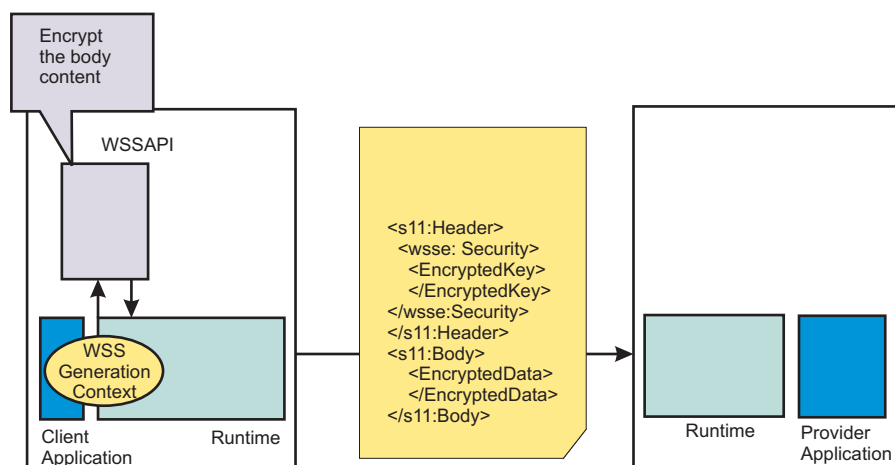 Encrypt
the body
content
WSSAPI
WSS
Generation
Context
Client
Application
Runtime
<s11:Header>
<wsse: Security>
<EncryptedKey>
</EncryptedKey>
</wsse:Security>
</s11:Header>
<s11:Body>
<EncryptedData>
</EncryptedData>
</s11:Body>
Runtime
Provider
Application